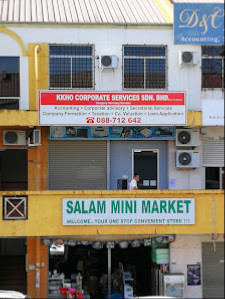 D&C
Accounting,
KKHO CORPORATE SERVICES SDN. BHD.
Accounting • Corporate advisory • Secretarial Services
Company Formation • Taxation • Co. Valuation • Loan Application
☎ 088-712 642
SALAM MINI MARKET
WELCOME...YOUR ONE STOP CONVENIENT STORE !!!